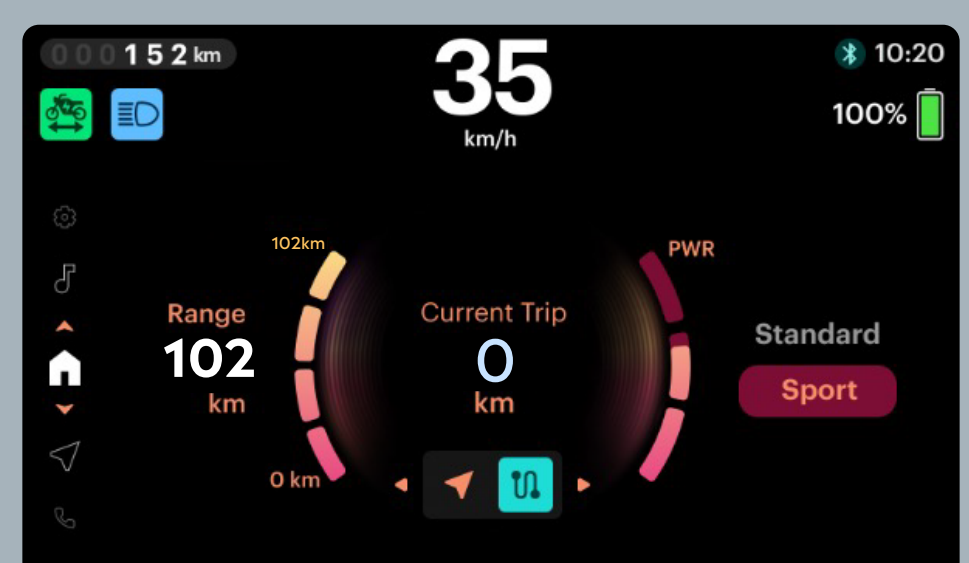 000152 km
35
km/h
10:20
100%
102km
PWR
Range
102
km
Current Trip
0
km
Standard
Sport
0 km